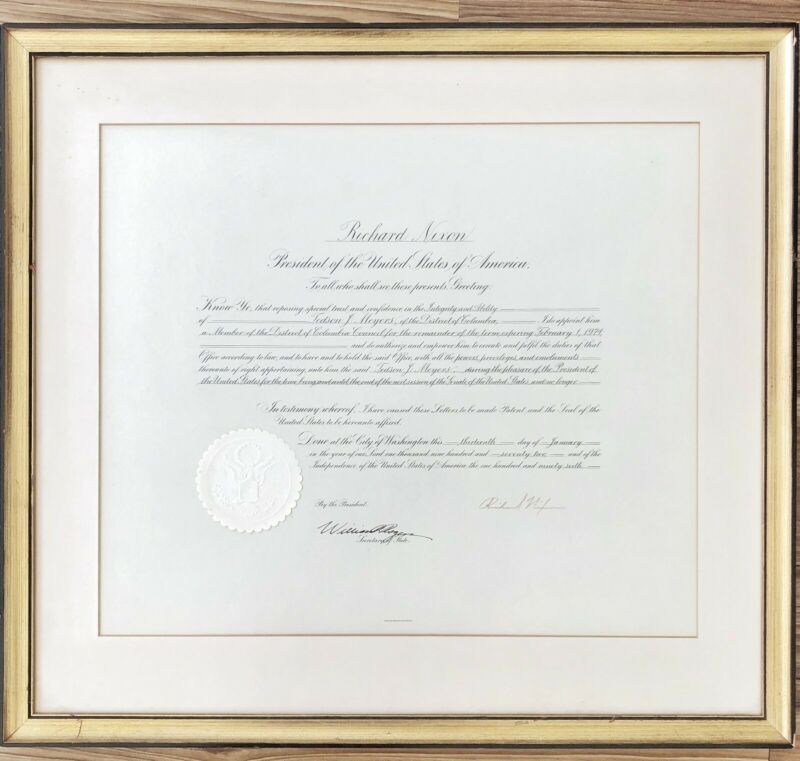 Richard Nixon
President of the United States of America.
To all who shall see these presents, Greeting:
Know Ye, that reposing special trust and confidence in the Integrity and Ability
of Tedson J. Meyers, of the District of Columbia, I do appoint him
a Member of the District of Columbia Council for the remainder of the term expiring February 1, 1974
and do authorize and empower him to execute and fulfil the duties of that
Office according to law, and to have and to hold the said Office, with all the powers, privileges, and emoluments
thereunto of right appertaining, unto him the said Tedson J. Meyers, during the pleasure of the President of
the United States for the time being, and until the end of the next session of the Senate of the United States, and no longer
In testimony whereof, I have caused these Letters to be made Patent and the Seal of the
United States to be hereunto affixed.
Done at the City of Washington this thirteenth day of January
in the year of our Lord one thousand nine hundred and seventy two and of the
Independence of the United States of America the one hundred and ninety sixth
By the President:
Richard Nixon
William P. Rogers
Secretary of State.